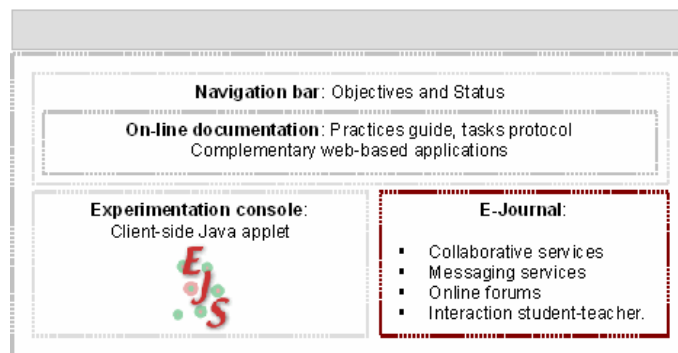 Navigation bar: Objectives and Status
On-line documentation: Practices guide, tasks protocol
Complementary web-based applications
Experimentation console:
Client-side Java applet
EJS
E-Journal:
▪ Collaborative services
▪ Messaging services
▪ Online forums
▪ Interaction student-teacher.